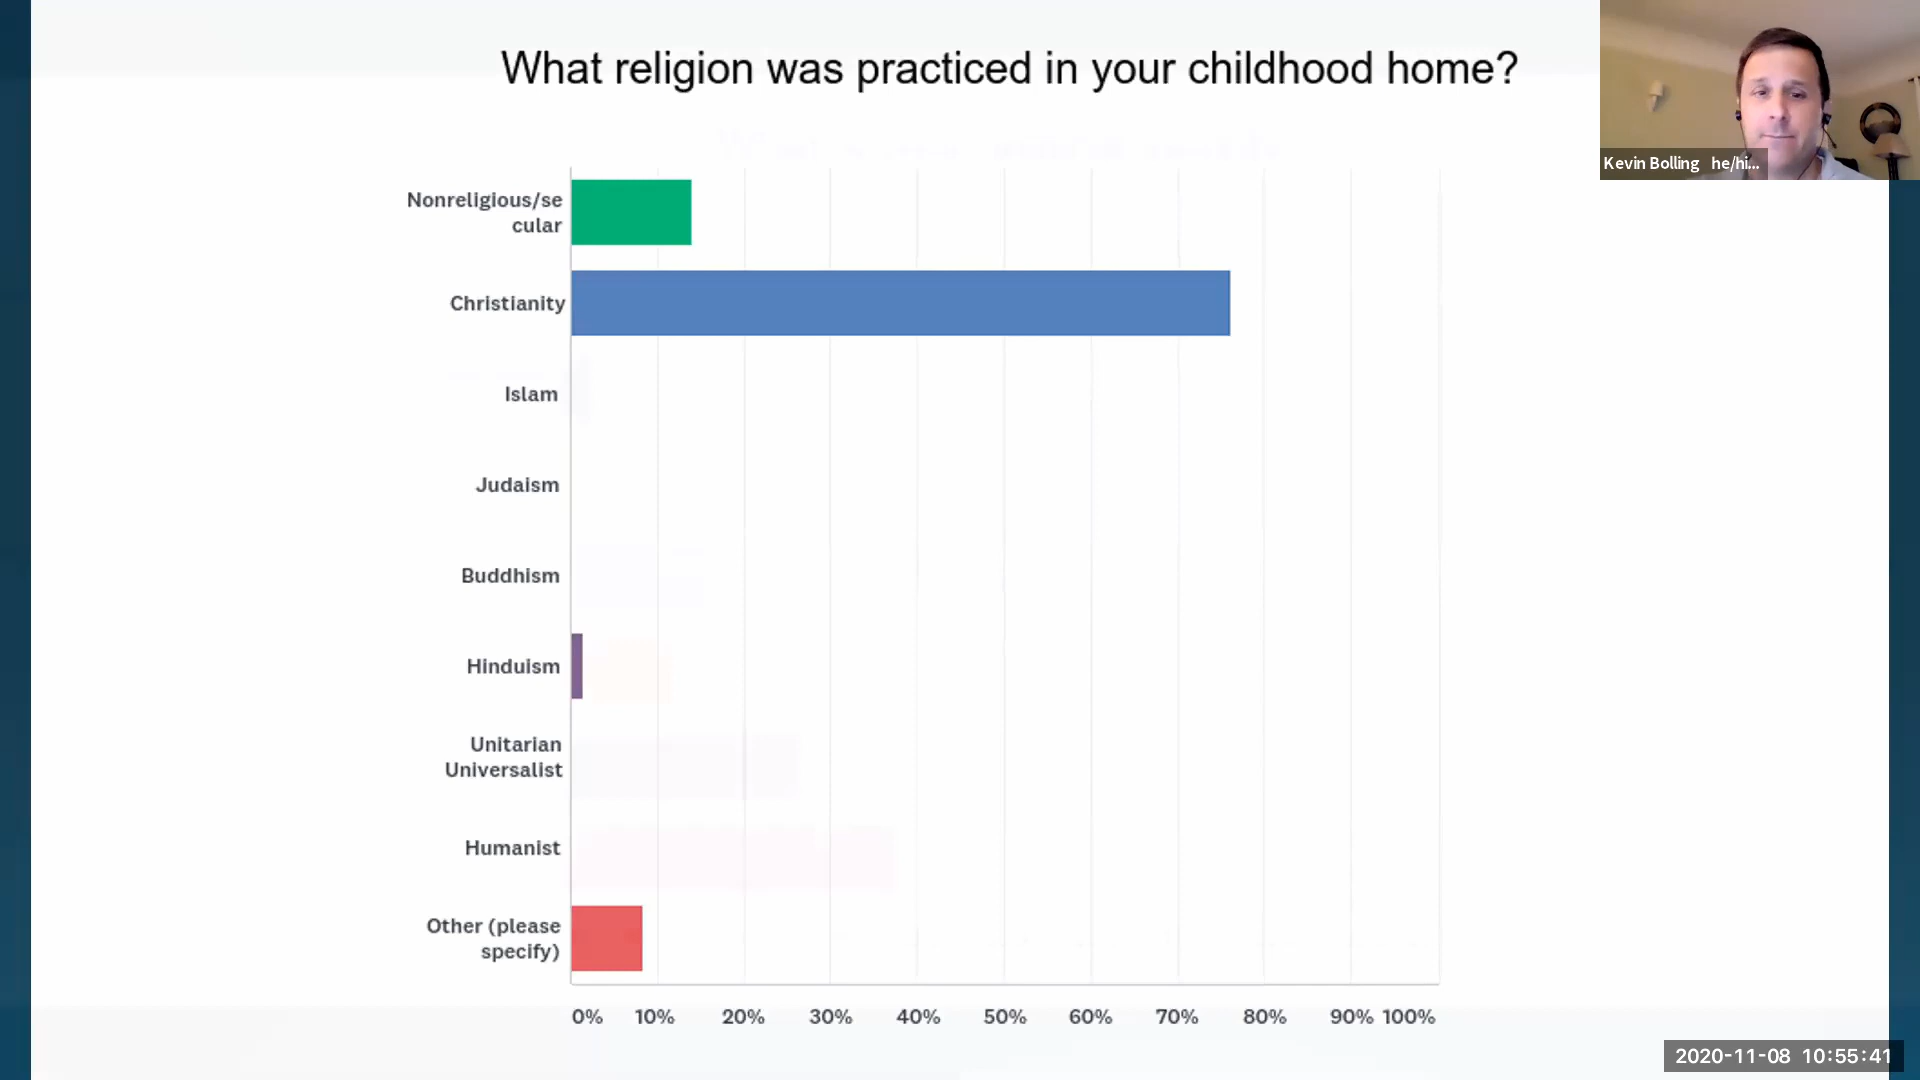 What religion was practiced in your childhood home?
Kevin Bolling he/hi...
Nonreligious/se
cular
Christianity
Islam
Judaism
Buddhism
Hinduism
Unitarian
Universalist
Humanist
Other (please
specify)
0% 10% 20% 30% 40% 50% 60% 70% 80% 90% 100%
2020-11-08 10:55:41